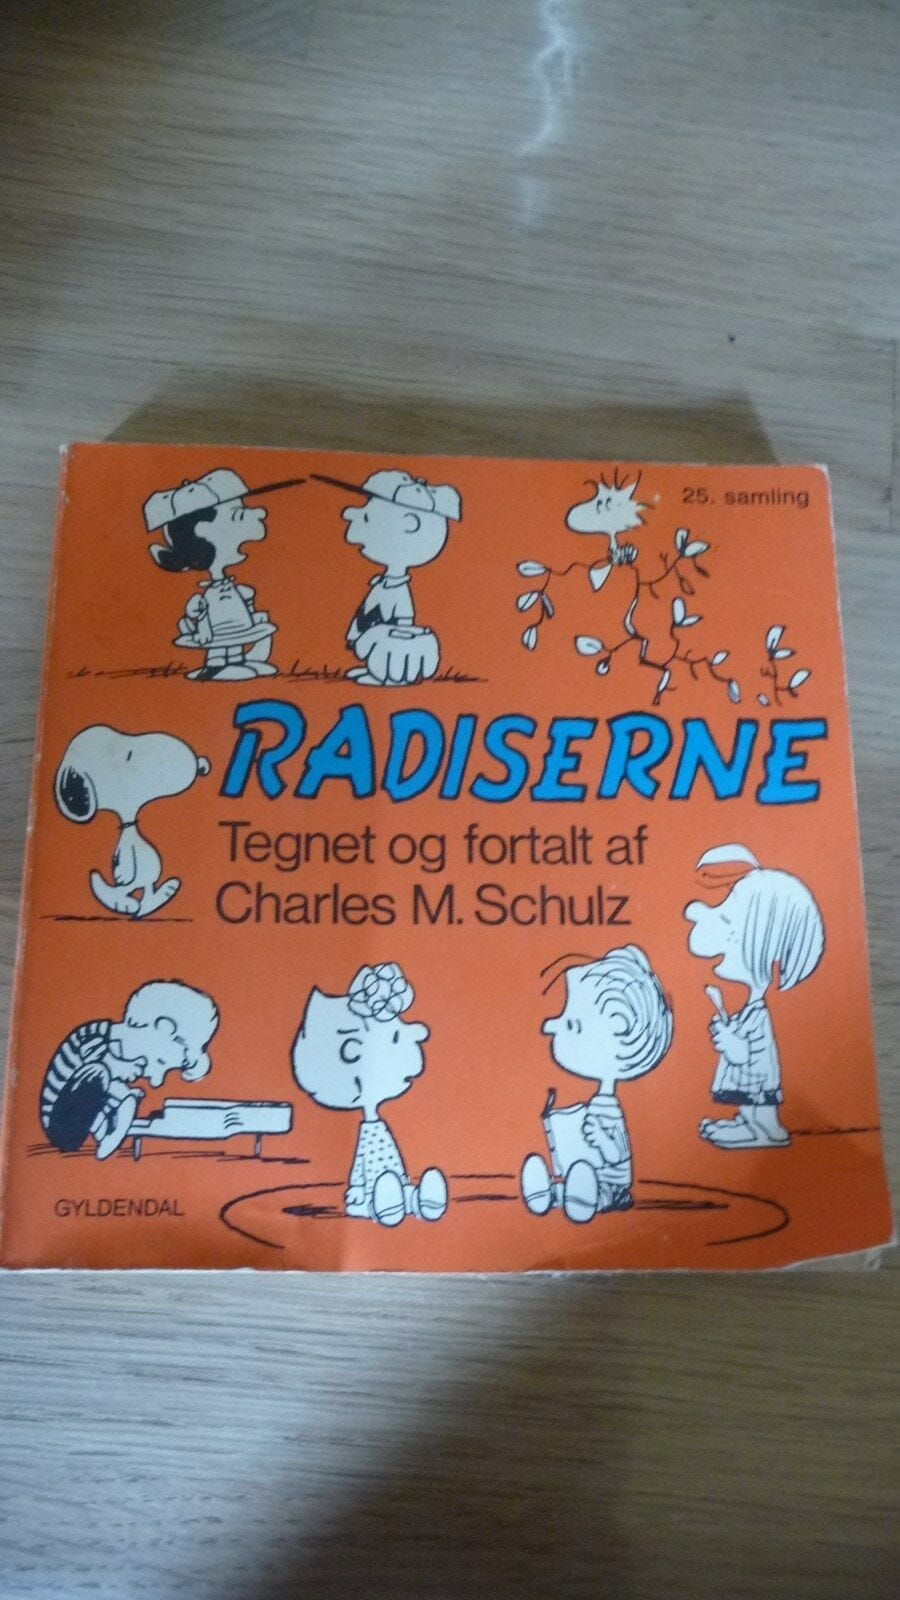 25. samling
RADISERNE
Tegnet og fortalt af
Charles M. Schulz
GYLDENDAL